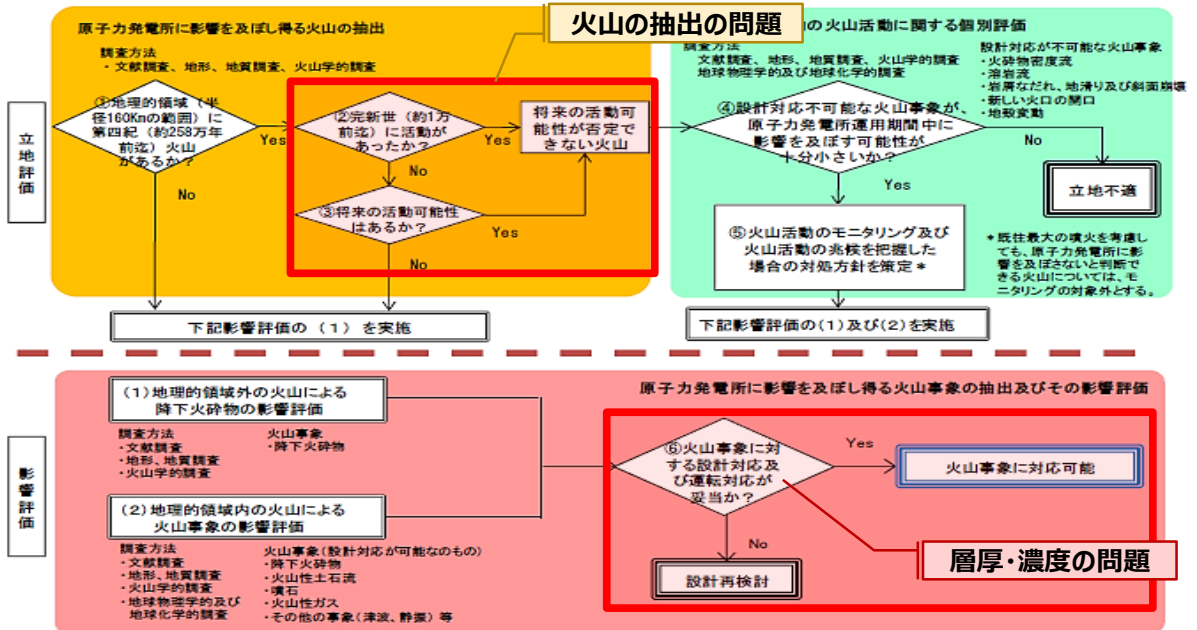 原子力発電所に影響を及ぼし得る火山の抽出
火山の抽出の問題
の火山活動に関する個別評価
調査方法
・文献調査、地形、地質調査、火山学的調査
①地理的領域（半
径160Kmの範囲）に
第四紀（約258万年
前迄）火山
があるか？
Yes
No
②完新世（約1万
前迄）に活動が
あったか？
Yes
No
将来の活動可
能性が否定で
きない火山
③将来の活動可能性
はあるか？
Yes
No
調査方法
文献調査、地形、地質調査、火山学的調査
地球物理学的及び地球化学的調査
設計対応が不可能な火山事象
・火砕物密度流
・溶岩流
・岩屑なだれ、地滑り及び斜面崩壊
・新しい火口の開口
・地殻変動
④設計対応不可能な火山事象が、
原子力発電所運用期間中に
影響を及ぼす可能性が
十分小さいか？
No
Yes
立地不適
⑤火山活動のモニタリング及び
火山活動の兆候を把握した
場合の対処方針を策定＊
＊既往最大の噴火を考慮し
ても、原子力発電所に影
響を及ぼさないと判断で
きる火山については、モ
ニタリングの対象外とする。
立地評価
下記影響評価の（１）を実施
下記影響評価の(1)及び(2)を実施
影響評価
原子力発電所に影響を及ぼし得る火山事象の抽出及びその影響評価
(1)地理的領域外の火山による
降下火砕物の影響評価
調査方法
・文献調査
・地形、地質調査
・火山学的調査
火山事象
・降下火砕物
(2)地理的領域内の火山による
火山事象の影響評価
調査方法
・文献調査
・地形、地質調査
・火山学的調査
・地球物理学的及び
地球化学的調査
火山事象(設計対応が可能なのもの)
・降下火砕物
・火山性土石流
・噴石
・火山性ガス
・その他の事象(津波、静振)等
⑥火山事象に対
する設計対応及
び運転対応が
妥当か？
Yes
火山事象に対応可能
No
設計再検討
層厚・濃度の問題